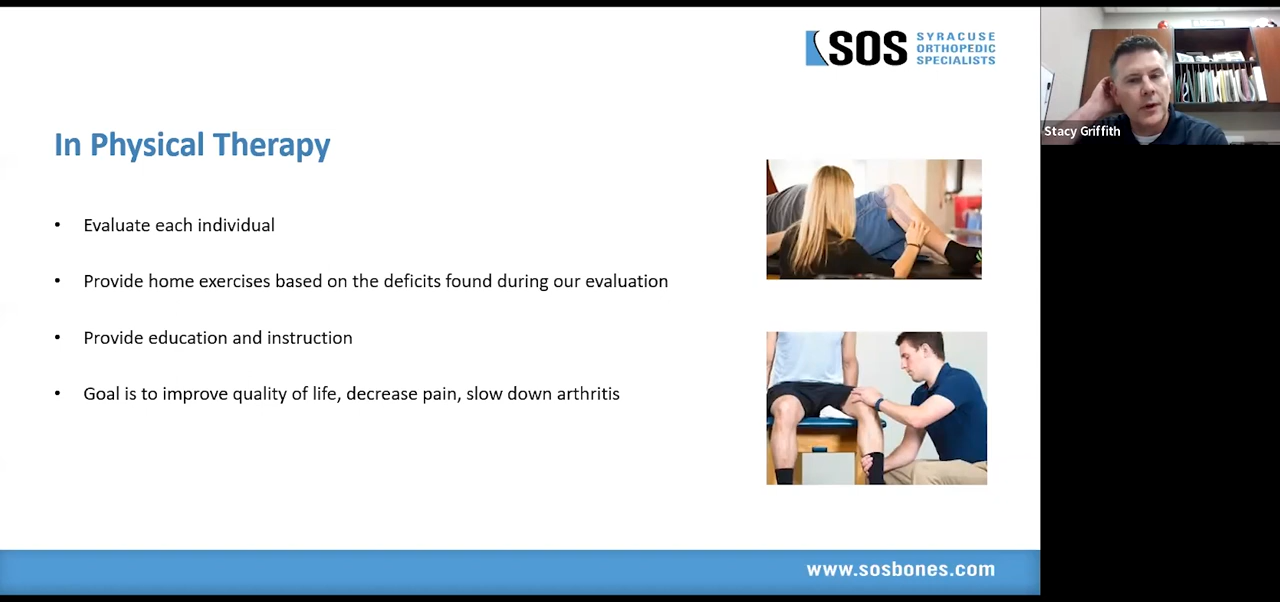 SOS
SYRACUSE
ORTHOPEDIC
SPECIALISTS
Stacy Griffith
In Physical Therapy
• Evaluate each individual
• Provide home exercises based on the deficits found during our evaluation
• Provide education and instruction
• Goal is to improve quality of life, decrease pain, slow down arthritis
www.sosbones.com